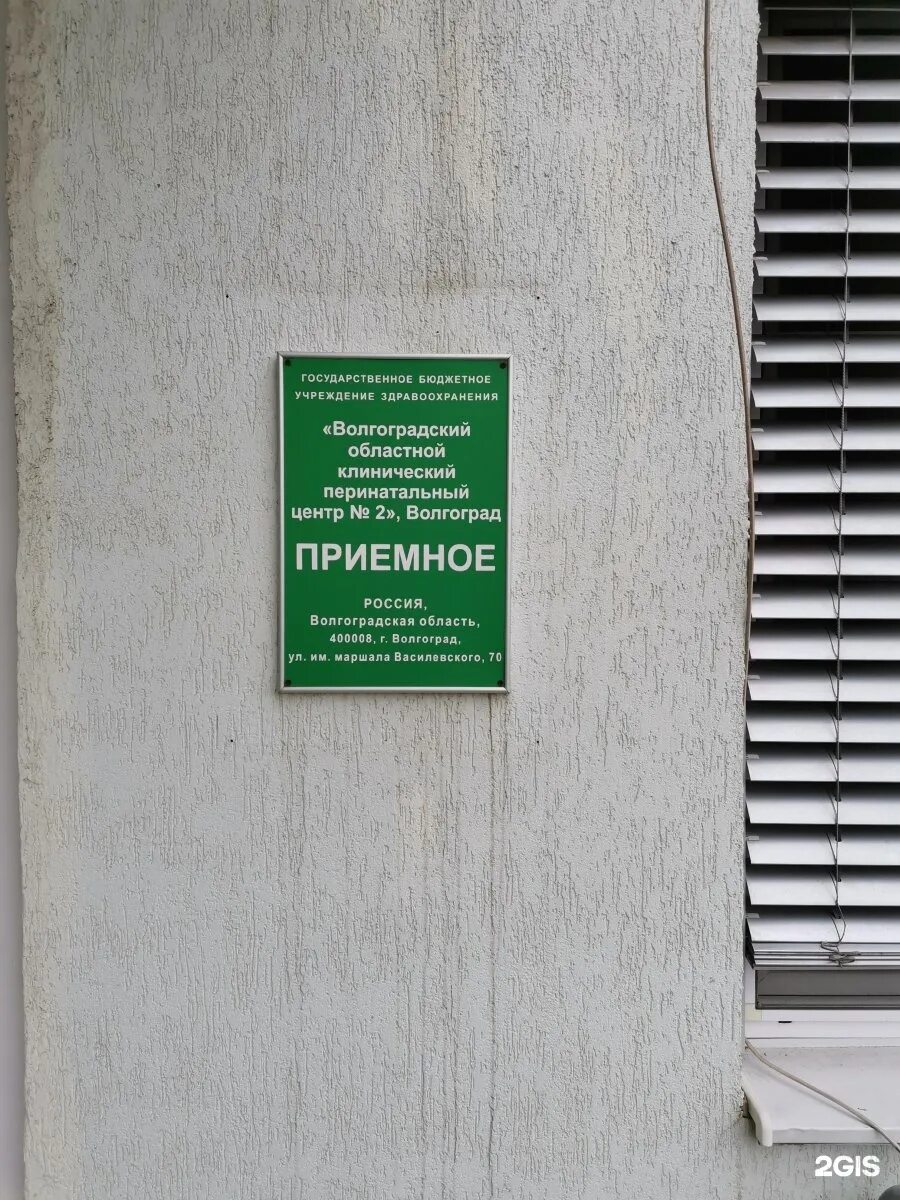 ГОСУДАРСТВЕННОЕ БЮДЖЕТНОЕ
УЧРЕЖДЕНИЕ ЗДРАВООХРАНЕНИЯ
«Волгоградский
областной
клинический
перинатальный
центр № 2», Волгоград
ПРИЕМНОЕ
РОССИЯ,
Волгоградская область,
400008, г. Волгоград,
ул. им. маршала Василевского, 70
2GIS